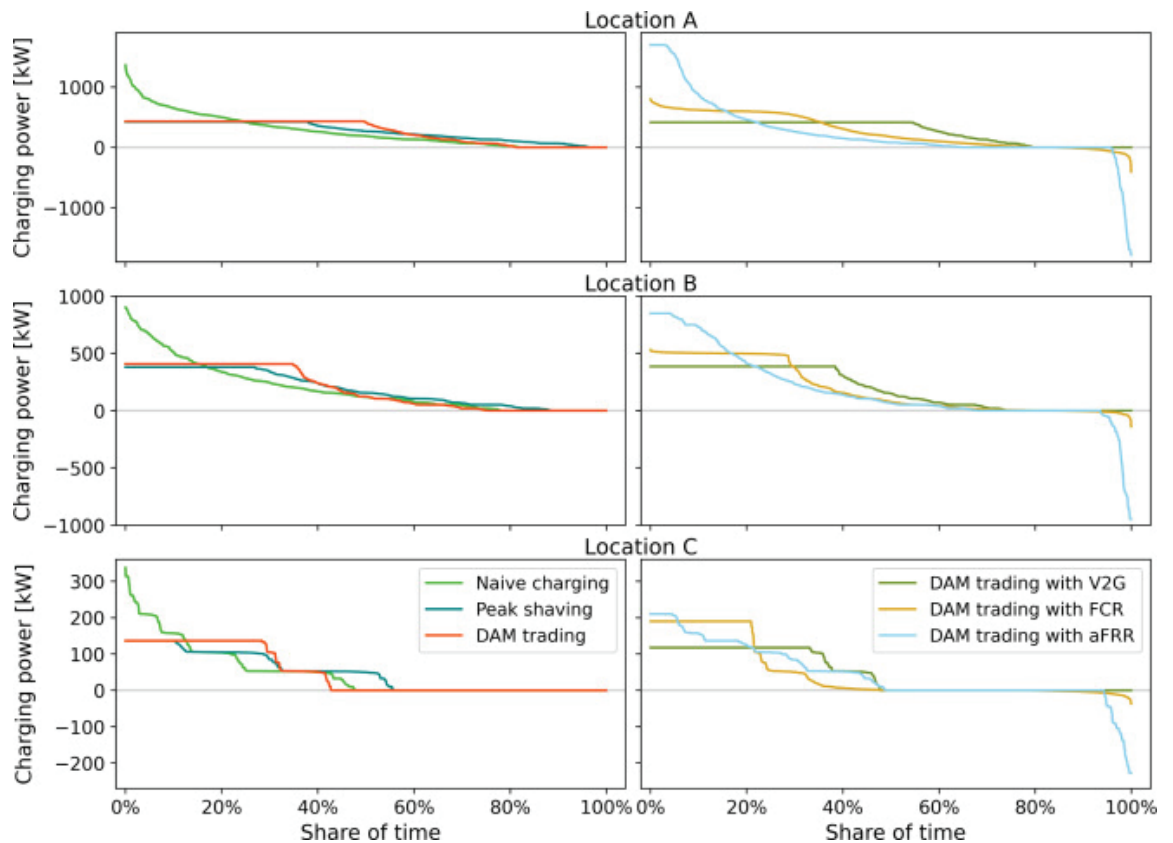 Location A
Charging power [kW]
1000
0
−1000
Location B
Charging power [kW]
1000
500
0
−500
−1000
Location C
Charging power [kW]
300
200
100
0
−100
−200
Naive charging
Peak shaving
DAM trading
DAM trading with V2G
DAM trading with FCR
DAM trading with aFRR
0% 20% 40% 60% 80% 100%
0% 20% 40% 60% 80% 100%
Share of time
Share of time